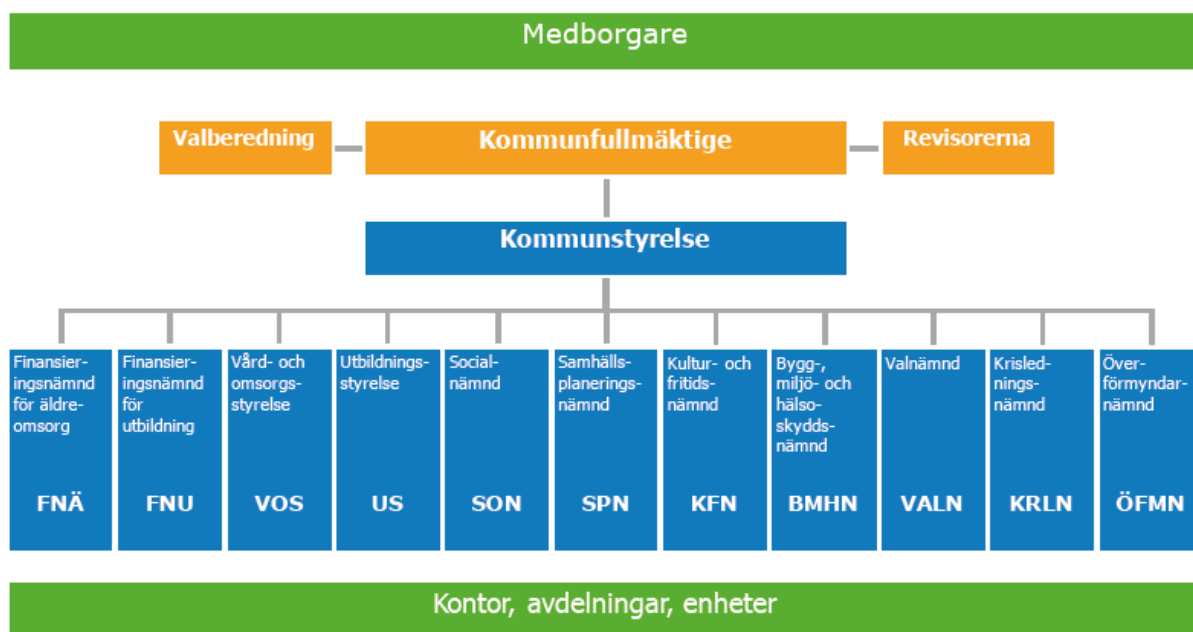 Medborgare
Valberedning
Kommunfullmäktige
Revisorerna
Kommunstyrelse
Finansier-
ingsnämnd
för äldre-
omsorg
FNÄ
Finansier-
ingsnämnd
för
utbildning
FNU
Vård- och
omsorgs-
styrelse
VOS
Utbildnings-
styrelse
US
Social-
nämnd
SON
Samhälls-
planerings-
nämnd
SPN
Kultur- och
fritids-
nämnd
KFN
Bygg-,
miljö- och
hälso-
skydds-
nämnd
BMHN
Valnämnd
VALN
Krisled-
nings-
nämnd
KRLN
Över-
förmyndar-
nämnd
ÖFMN
Kontor, avdelningar, enheter